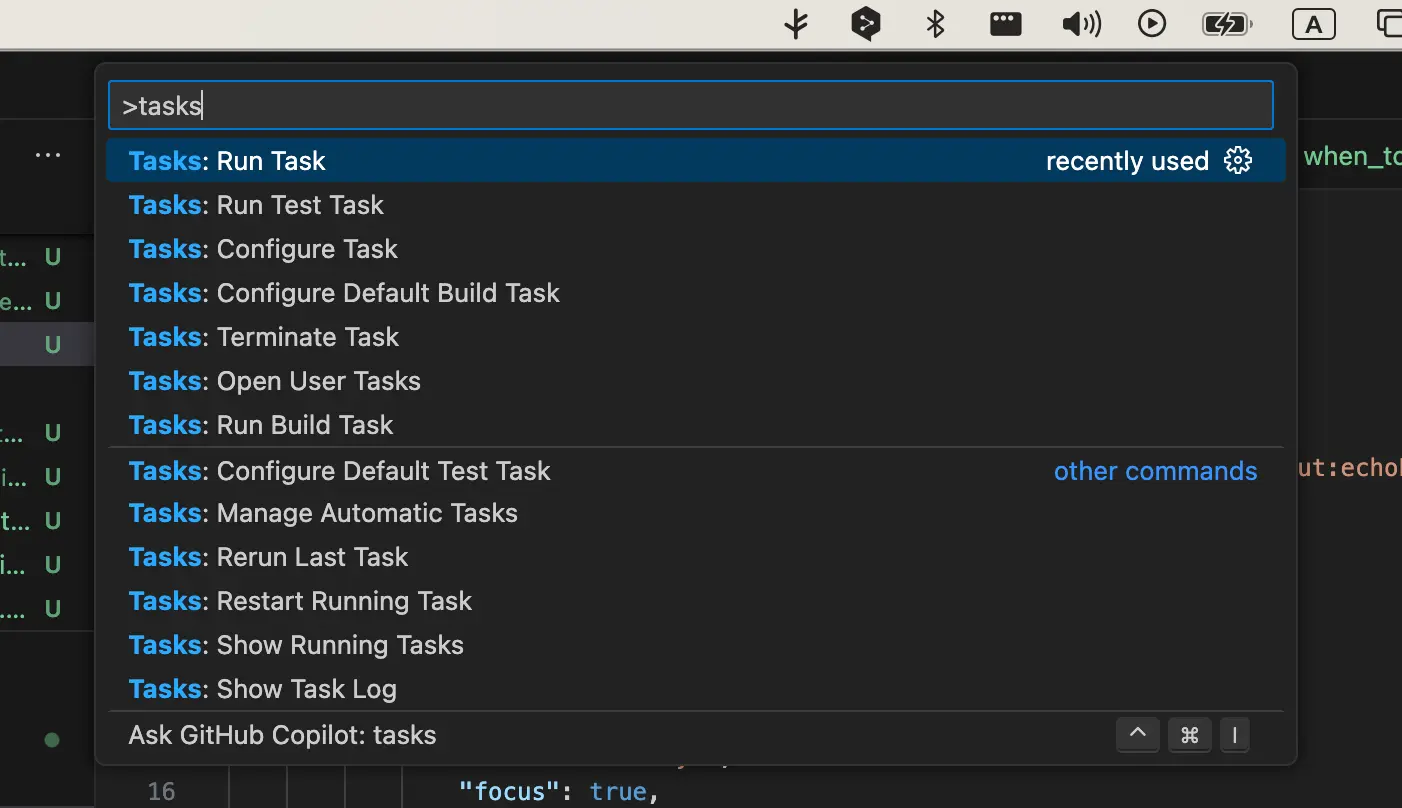 A
>tasks
Tasks: Run Task recently used
when_to
Tasks: Run Test Task
Tasks: Configure Task
t... U
Tasks: Configure Default Build Task
e... U
Tasks: Terminate Task
U
Tasks: Open User Tasks
Tasks: Run Build Task
t... U
Tasks: Configure Default Test Task other commands
ut:echo
i... U
Tasks: Manage Automatic Tasks
t... U
Tasks: Rerun Last Task
i... U
Tasks: Restart Running Task
.... U
Tasks: Show Running Tasks
Tasks: Show Task Log
Ask GitHub Copilot: tasks ^ ⌘ I
16 "focus": true,